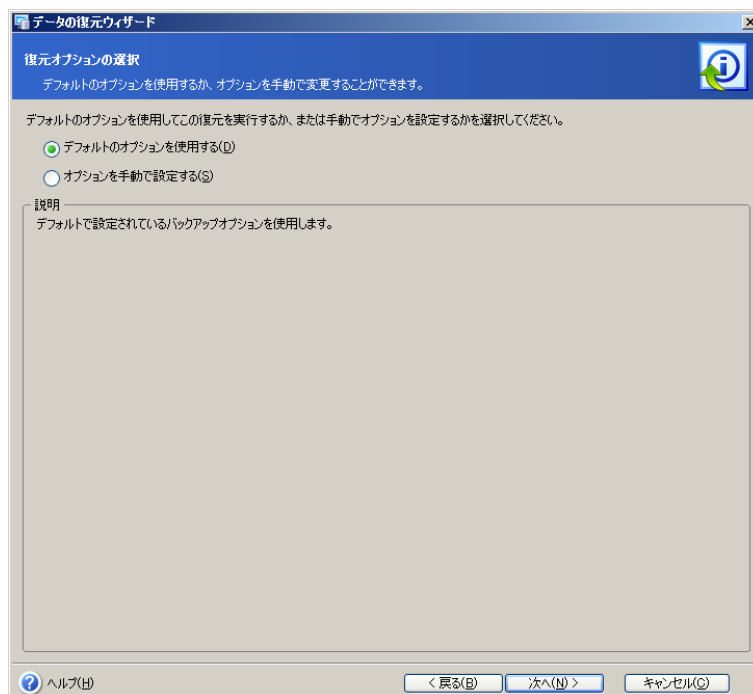 データの復元ウィザード
復元オプションの選択
デフォルトのオプションを使用するか、オプションを手動で変更することができます。
デフォルトのオプションを使用してこの復元を実行するか、または手動でオプションを設定するかを選択してください。
デフォルトのオプションを使用する(D)
オプションを手動で設定する(S)
説明
デフォルトで設定されているバックアップオプションを使用します。
ヘルプ(H)
< 戻る(B)
次へ(N) >
キャンセル(C)